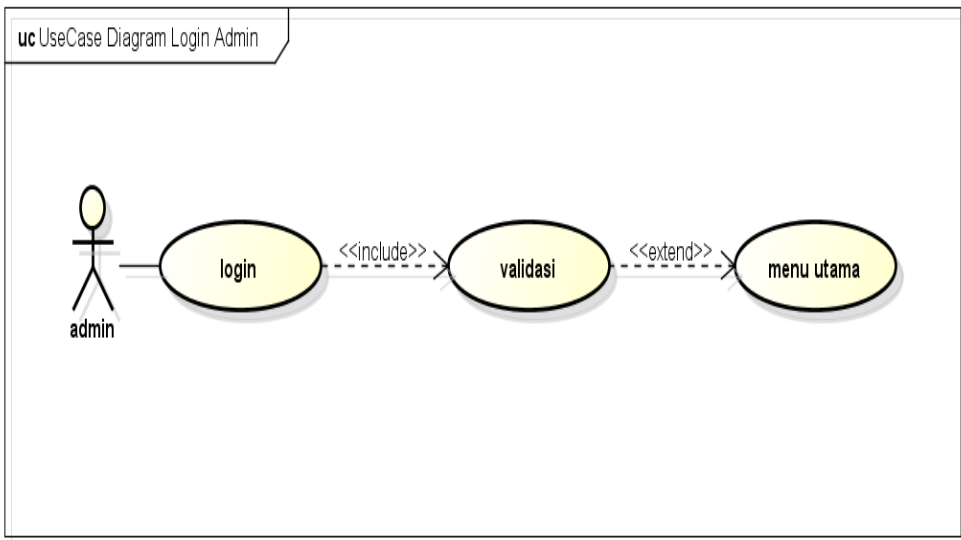 uc UseCase Diagram Login Admin
admin
login
<<include>>
validasi
<<extend>>
menu utama